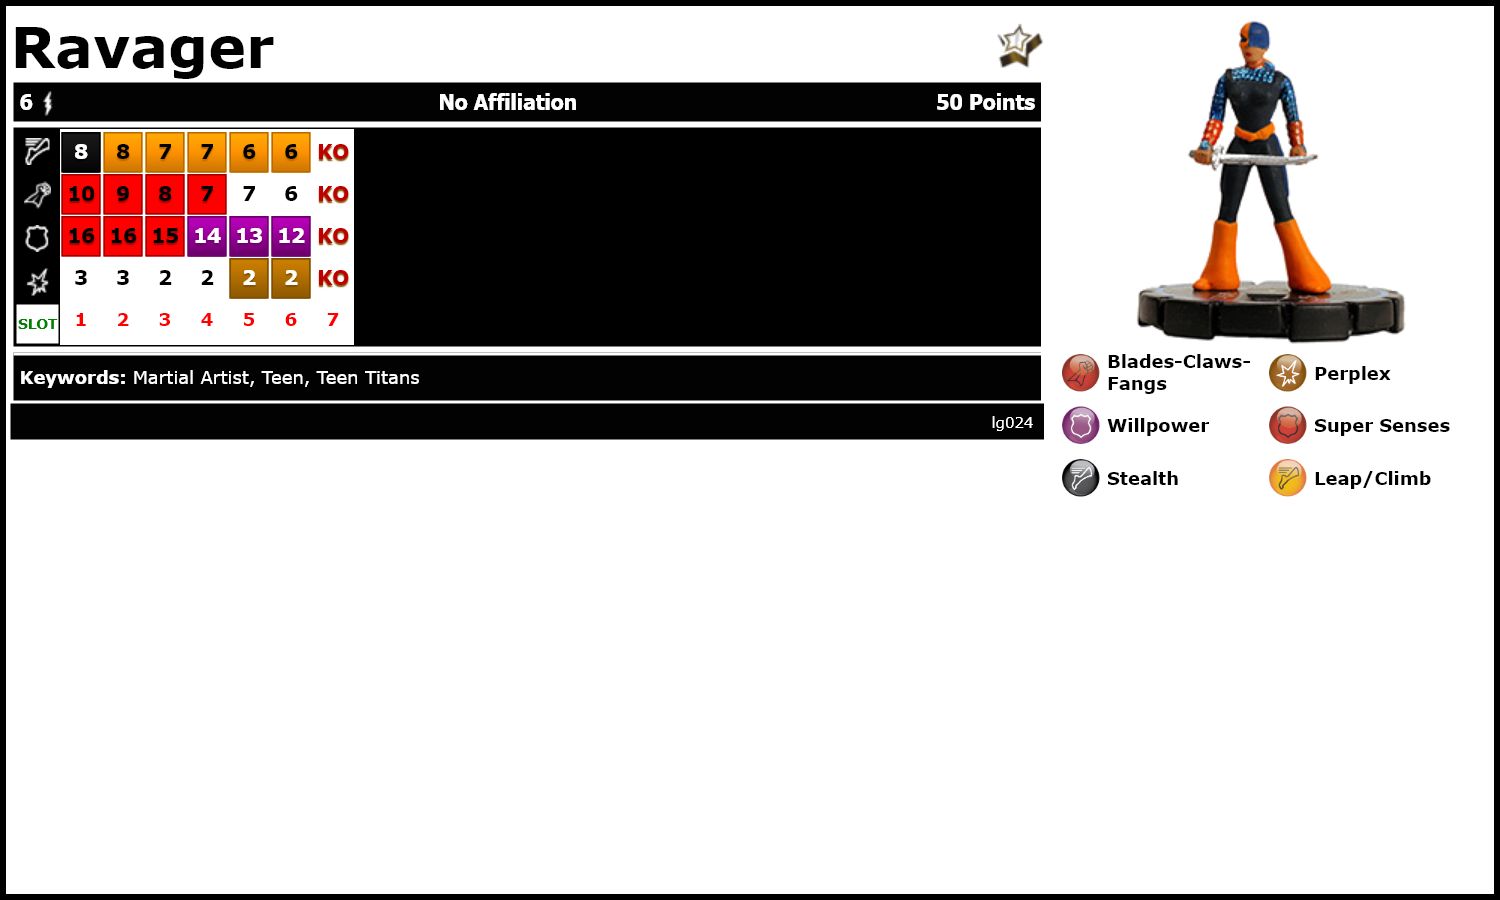 Ravager
6 No Affiliation 50 Points
8 8 7 7 6 6 KO
10 9 8 7 7 6 KO
16 16 15 14 13 12 KO
3 3 2 2 2 2 KO
SLOT 1 2 3 4 5 6 7
Keywords: Martial Artist, Teen, Teen Titans
lg024
Blades-Claws-
Fangs
Perplex
Willpower
Super Senses
Stealth
Leap/Climb